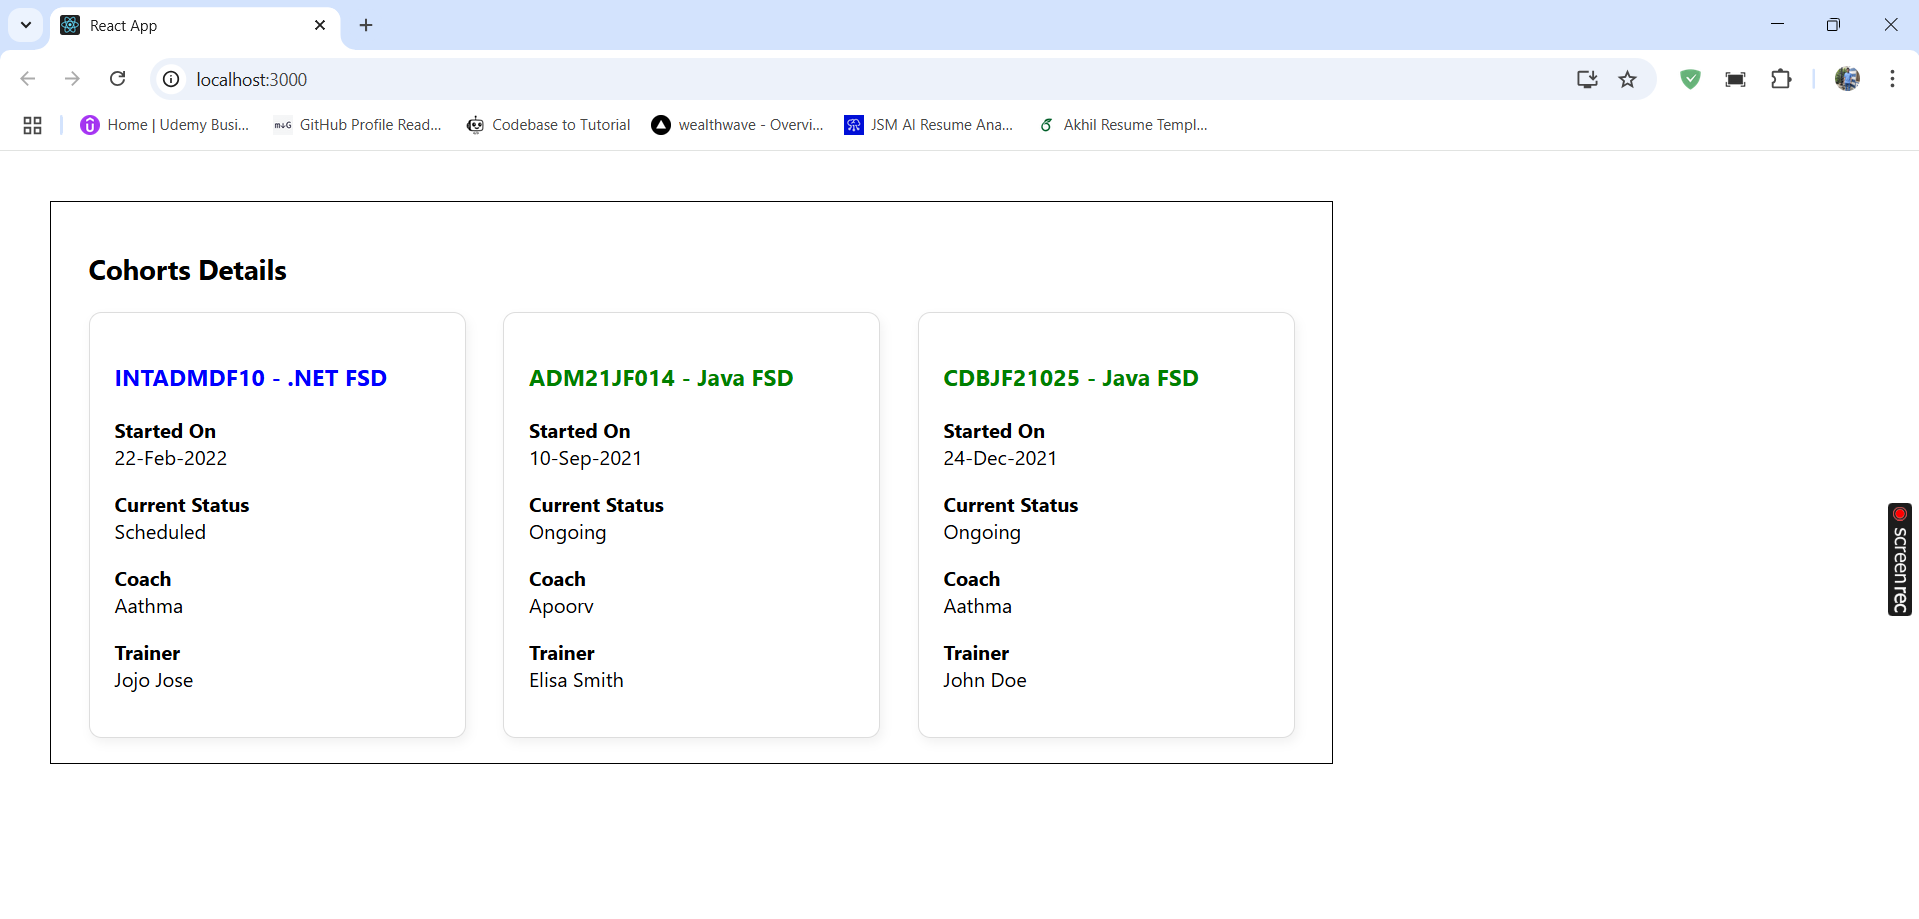 React App
localhost:3000
Home | Udemy Busi...
M↓G GitHub Profile Read...
Codebase to Tutorial
wealthwave - Overvi...
JSM AI Resume Ana...
Akhil Resume Templ...
Cohorts Details
INTADMDF10 - .NET FSD
Started On
22-Feb-2022
Current Status
Scheduled
Coach
Aathma
Trainer
Jojo Jose
ADM21JF014 - Java FSD
Started On
10-Sep-2021
Current Status
Ongoing
Coach
Apoorv
Trainer
Elisa Smith
CDBJF21025 - Java FSD
Started On
24-Dec-2021
Current Status
Ongoing
Coach
Aathma
Trainer
John Doe
screenrec